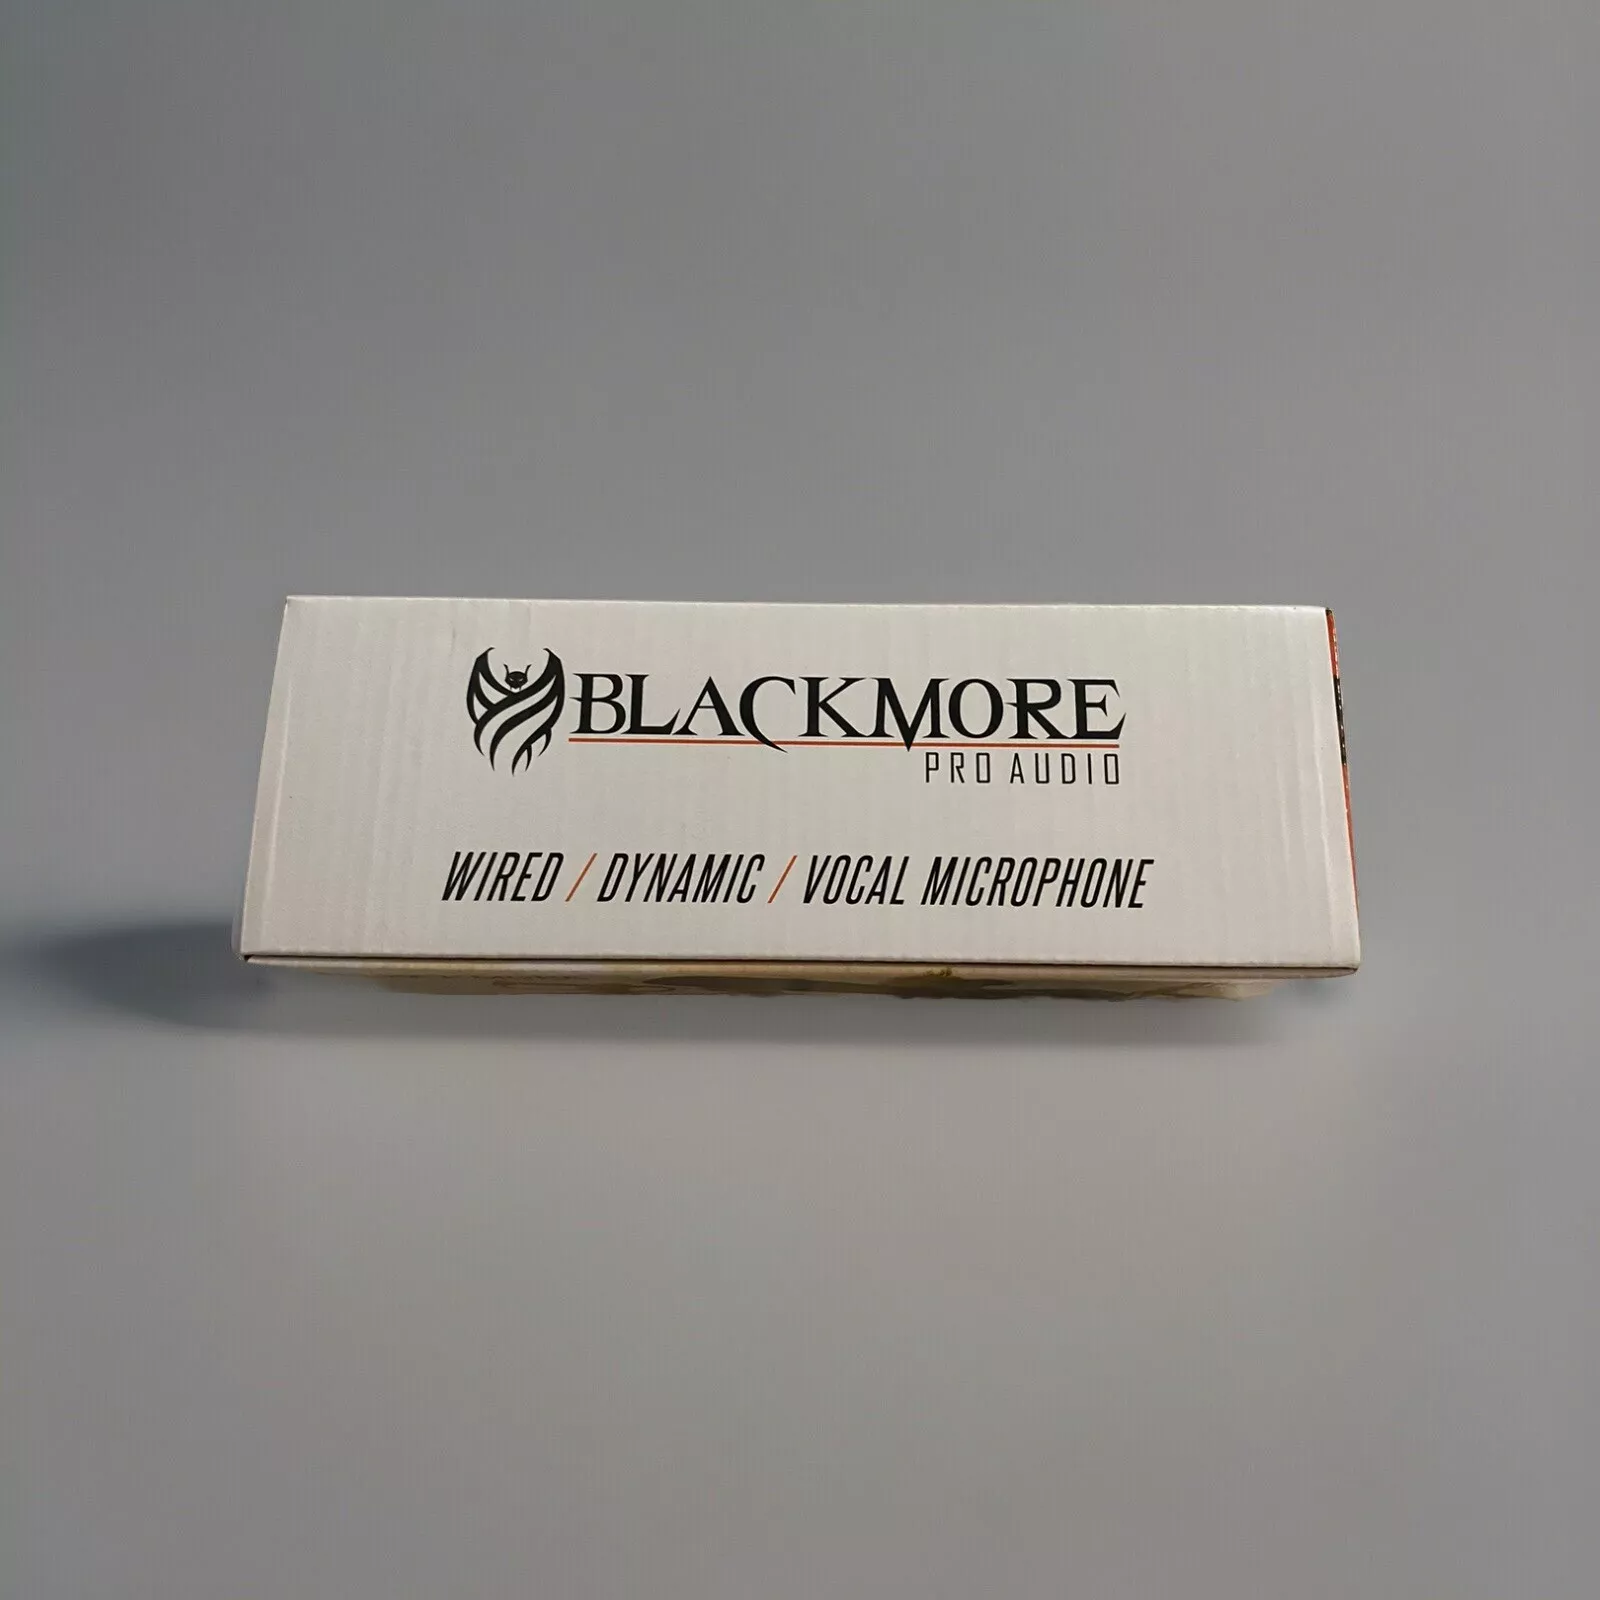 BLACKMORE
PRO AUDIO
WIRED / DYNAMIC / VOCAL MICROPHONE